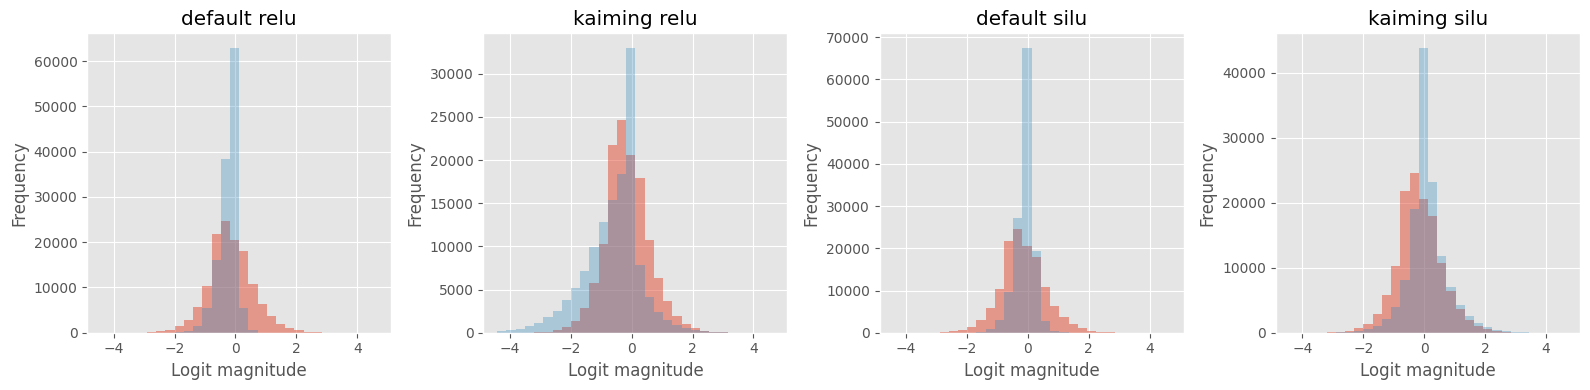 default relu
60000
50000
40000
30000
20000
10000
0
Frequency
−4 −2 0 2 4
Logit magnitude
kaiming relu
30000
25000
20000
15000
10000
5000
0
Frequency
−4 −2 0 2 4
Logit magnitude
default silu
70000
60000
50000
40000
30000
20000
10000
0
Frequency
−4 −2 0 2 4
Logit magnitude
kaiming silu
40000
30000
20000
10000
0
Frequency
−4 −2 0 2 4
Logit magnitude